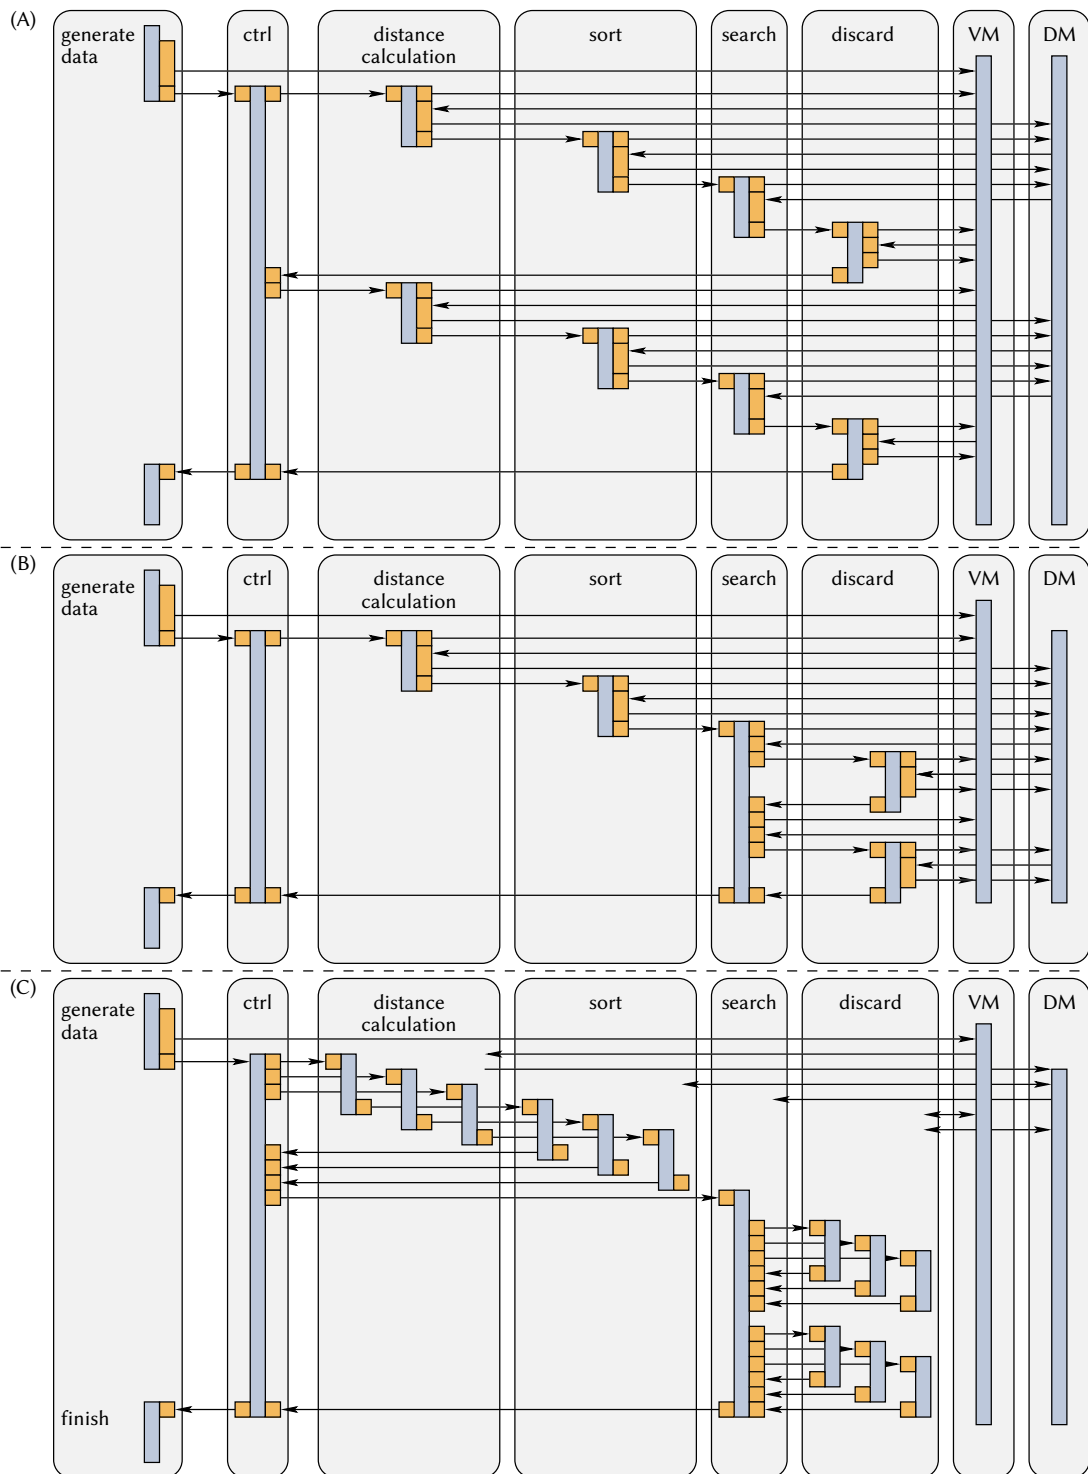 (A)
generate
data
ctrl
distance
calculation
sort
search
discard
VM
DM
(B)
generate
data
ctrl
distance
calculation
sort
search
discard
VM
DM
(C)
generate
data
ctrl
distance
calculation
sort
search
discard
VM
DM
finish